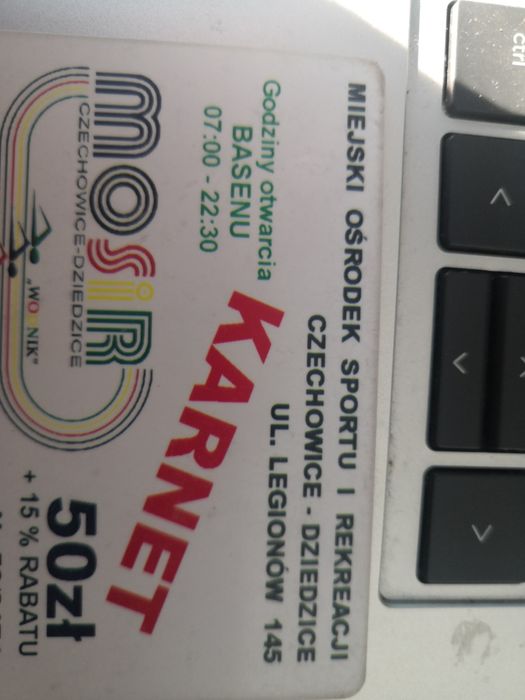 MIEJSKI OŚRODEK SPORTU I REKREACJI
CZECHOWICE - DZIEDZICE
UL. LEGIONÓW 145
Godziny otwarcia
BASENU
07:00 - 22:30
KARNET
mosir
CZECHOWICE-DZIEDZICE
„WODNIK"
50zł
+ 15 % RABATU
ctrl